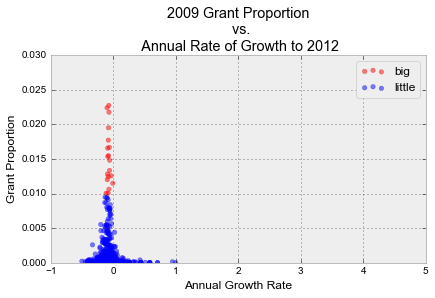 2009 Grant Proportion
vs.
Annual Rate of Growth to 2012
0.030
0.025
0.020
0.015
0.010
0.005
0.000
Grant Proportion
big
little
−1 0 1 2 3 4 5
Annual Growth Rate